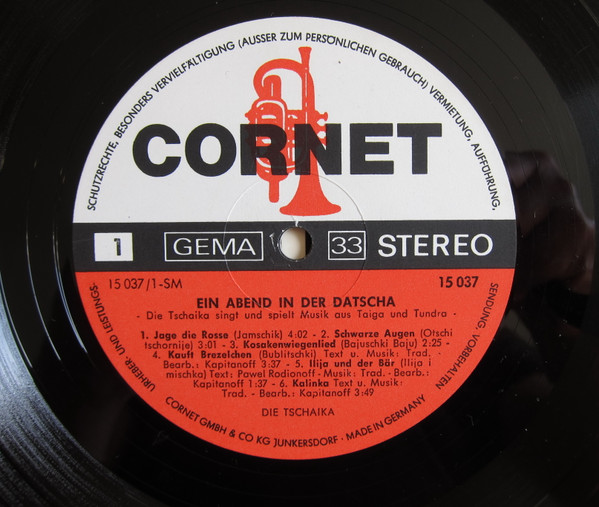 SCHUTZRECHTE, BESONDERS VERVIELFÄLTIGUNG (AUSSER ZUM PERSÖNLICHEN GEBRAUCH) VERMIETUNG, AUFFÜHRUNG,
CORNET
1 GEMA 33 STEREO
15 037/1-SM 15 037
EIN ABEND IN DER DATSCHA
- Die Tschaika singt und spielt Musik aus Taiga und Tundra -
1. Jage die Rosse (Jamschik) 4:02 - 2. Schwarze Augen (Otschi
tschornije) 3:01 - 3. Kosakenwiegenlied (Bajuschki Baju) 2:25 -
4. Kauft Brezelchen (Bublitschki) Text u. Musik: Trad. -
Bearb.: Kapitanoff 3:37 - 5. Ilija und der Bär (Ilija i
mischka) Text: Pawel Radianoff - Musik: Trad. - Bearb.:
Kapitanoff 1:37 - 6. Kalinka Text u. Musik:
Trad. - Bearb.: Kapitanoff 3:49
DIE TSCHAIKA
URHEBER- UND LEISTUNGS-
SENDUNG - VORBEHALTEN
CORNET GMBH & CO KG JUNKERSDORF · MADE IN GERMANY